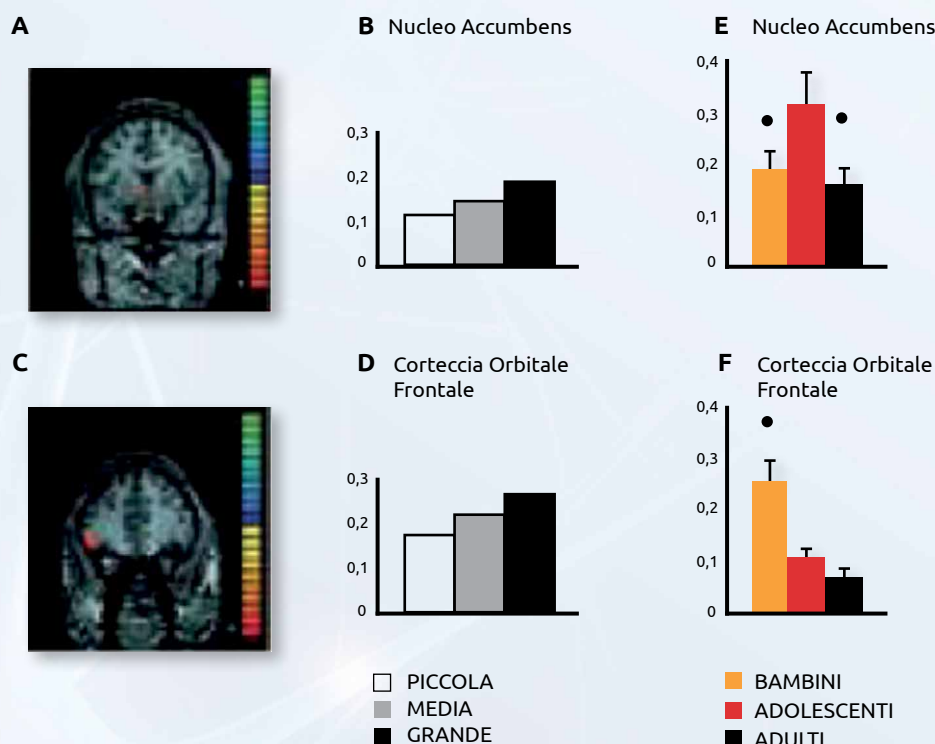 A
B Nucleo Accumbens
0,3
0,2
0,1
0
E Nucleo Accumbens
0,4
0,3
0,2
0,1
0
C
D Corteccia Orbitale
Frontale
0,3
0,2
0,1
0
F Corteccia Orbitale
Frontale
0,4
0,3
0,2
0,1
0
PICCOLA
MEDIA
GRANDE
BAMBINI
ADOLESCENTI
ADULTI